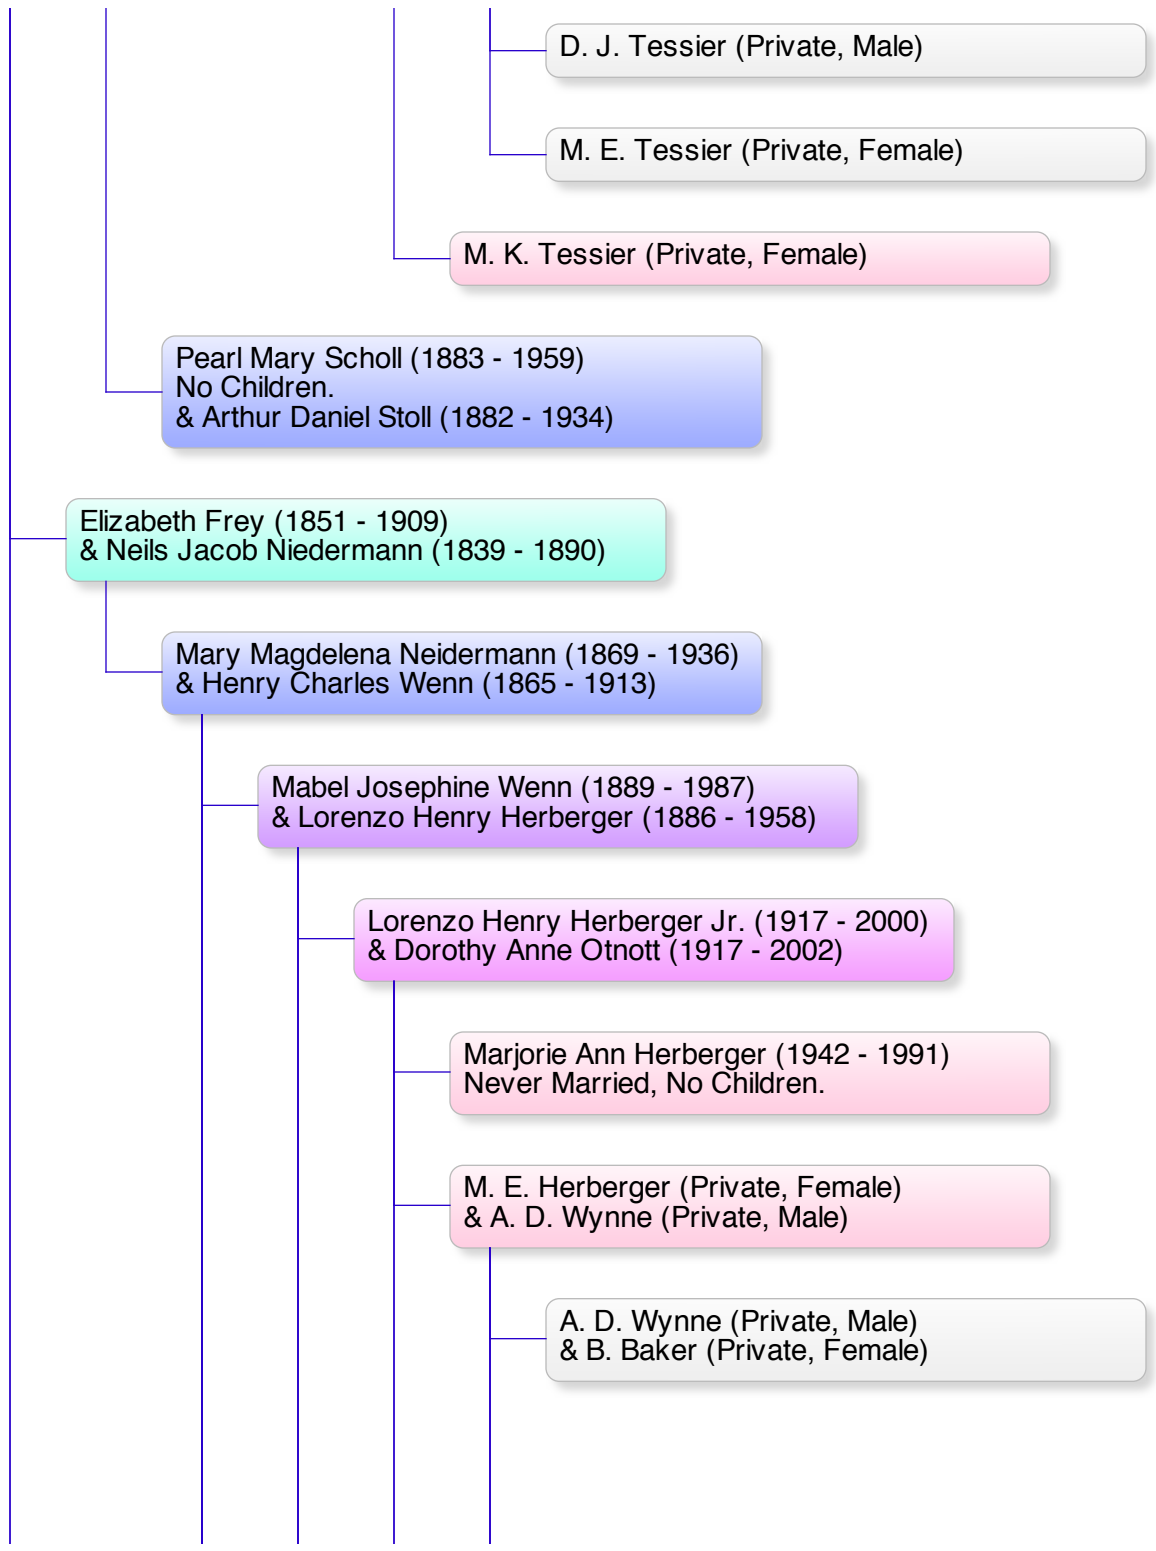 D. J. Tessier (Private, Male)
M. E. Tessier (Private, Female)
M. K. Tessier (Private, Female)
Pearl Mary Scholl (1883 - 1959)
No Children.
& Arthur Daniel Stoll (1882 - 1934)
Elizabeth Frey (1851 - 1909)
& Neils Jacob Niedermann (1839 - 1890)
Mary Magdelena Neidermann (1869 - 1936)
& Henry Charles Wenn (1865 - 1913)
Mabel Josephine Wenn (1889 - 1987)
& Lorenzo Henry Herberger (1886 - 1958)
Lorenzo Henry Herberger Jr. (1917 - 2000)
& Dorothy Anne Otnott (1917 - 2002)
Marjorie Ann Herberger (1942 - 1991)
Never Married, No Children.
M. E. Herberger (Private, Female)
& A. D. Wynne (Private, Male)
A. D. Wynne (Private, Male)
& B. Baker (Private, Female)